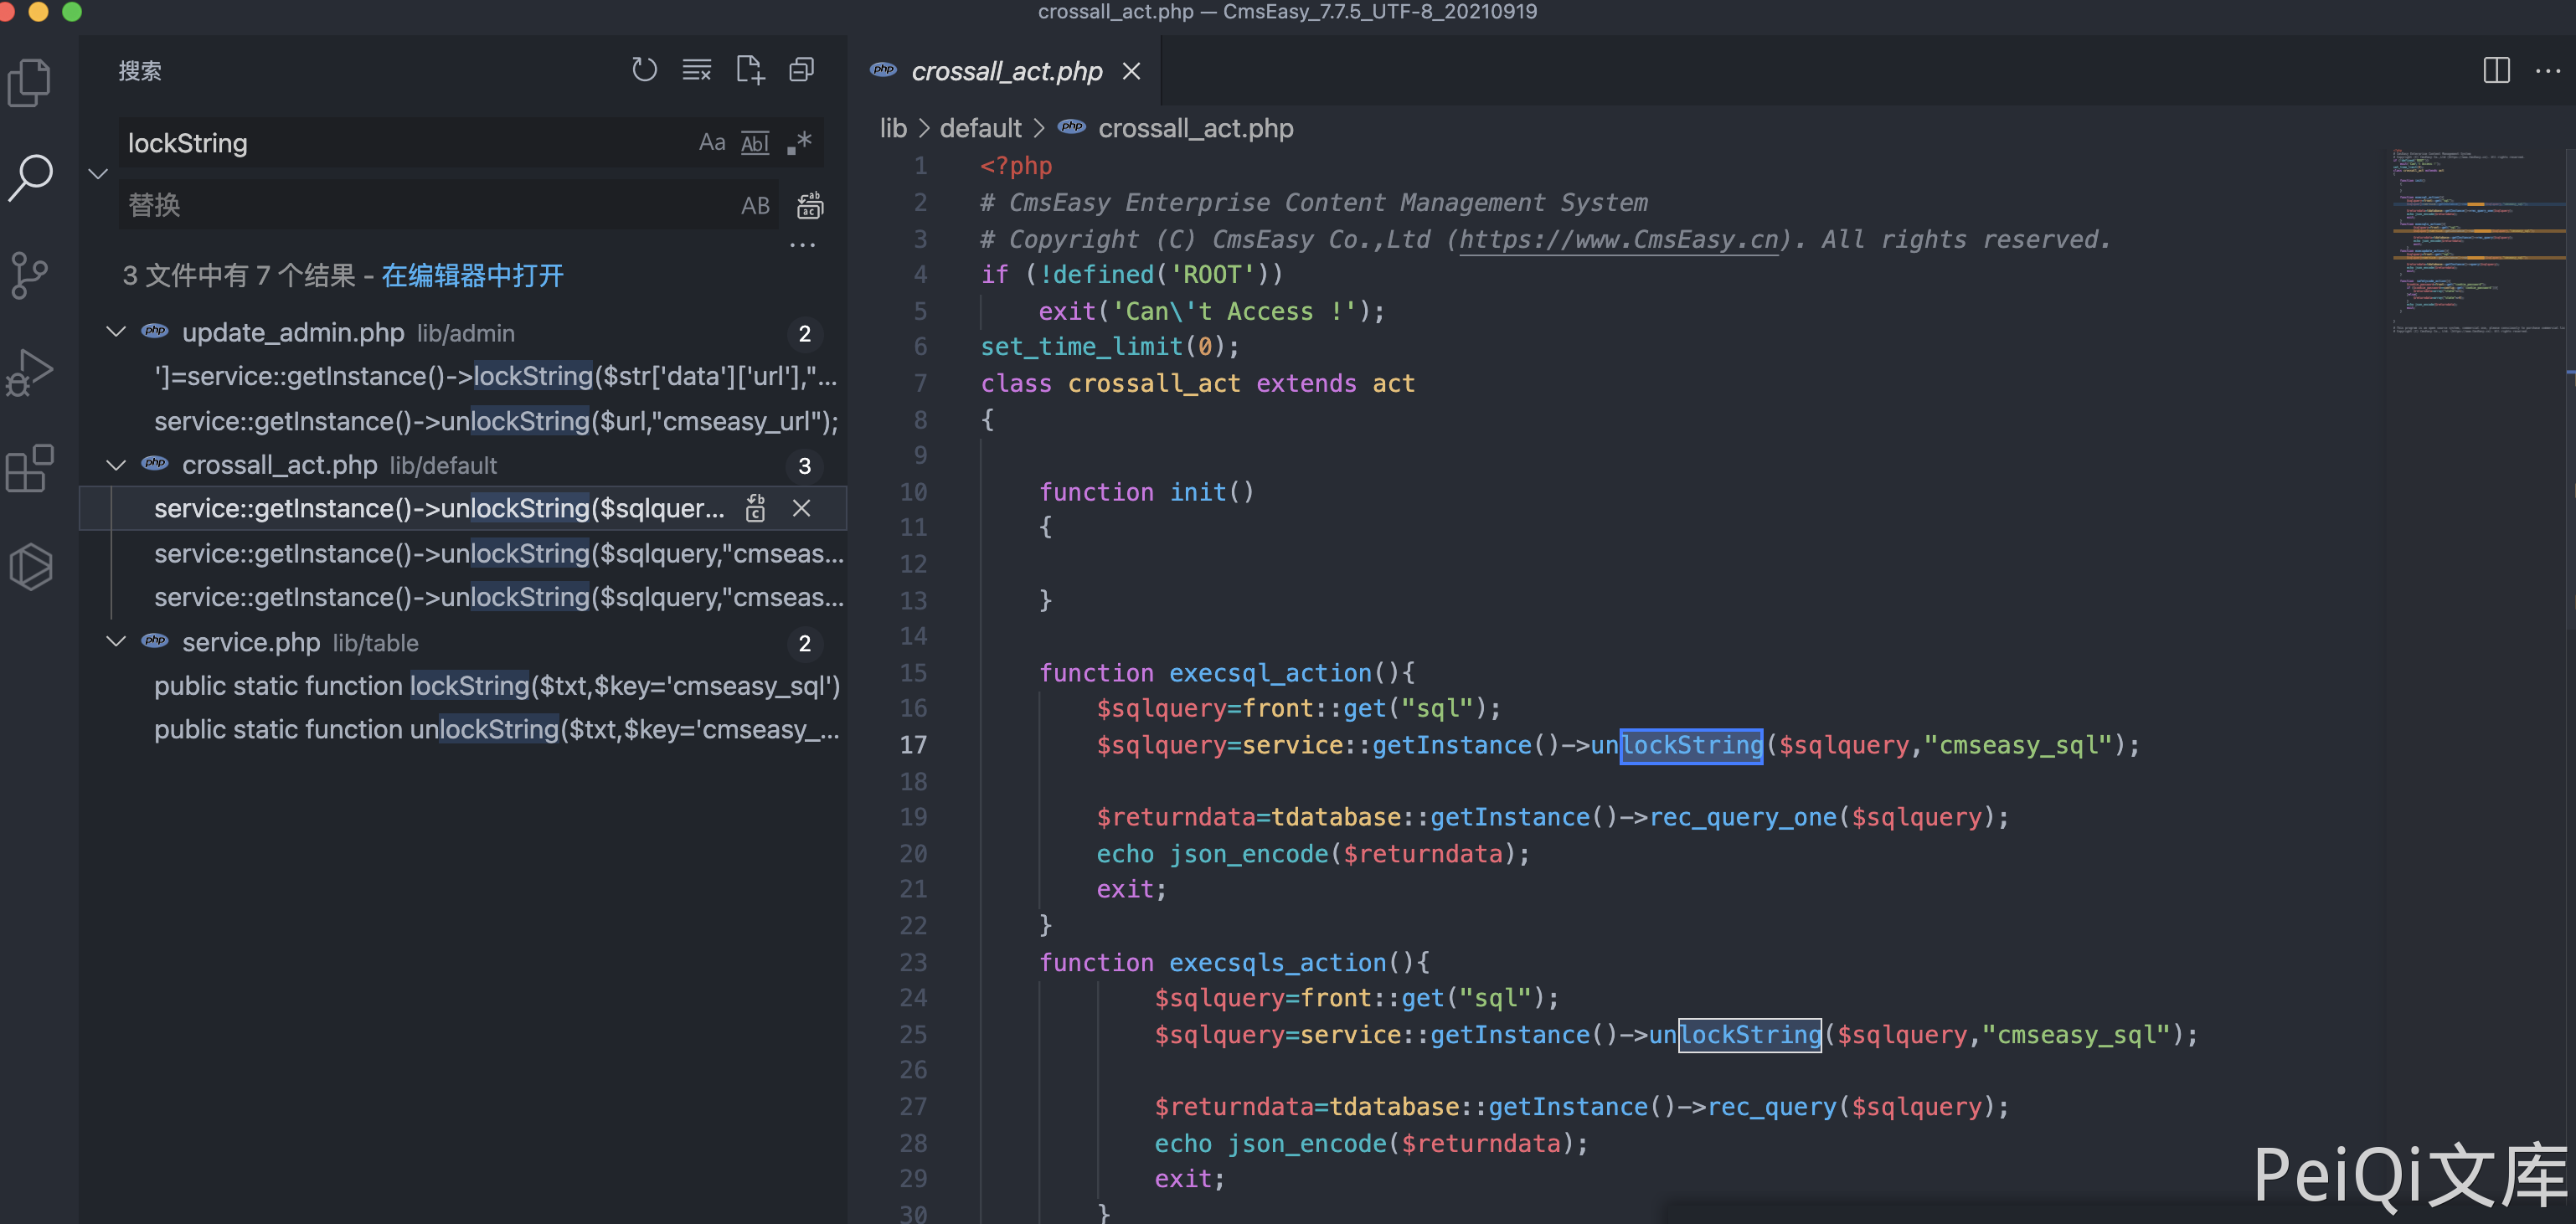 crossall_act.php — CmsEasy_7.7.5_UTF-8_20210919
搜索
lockString
Aa Abl .*
替换
AB
...
3 文件中有 7 个结果 - 在编辑器中打开
php update_admin.php lib/admin 2
']=service::getInstance()->lockString($str['data']['url'],"...
service::getInstance()->unlockString($url,"cmseasy_url");
php crossall_act.php lib/default 3
service::getInstance()->unlockString($sqlquer...
service::getInstance()->unlockString($sqlquery,"cmseas...
service::getInstance()->unlockString($sqlquery,"cmseas...
php service.php lib/table 2
public static function lockString($txt,$key='cmseasy_sql')
public static function unlockString($txt,$key='cmseasy_...
php crossall_act.php
lib > default > php crossall_act.php
1 <?php
2 # CmsEasy Enterprise Content Management System
3 # Copyright (C) CmsEasy Co.,Ltd (https://www.CmsEasy.cn). All rights reserved.
4 if (!defined('ROOT'))
5 exit('Can\'t Access !');
6 set_time_limit(0);
7 class crossall_act extends act
8 {
9
10 function init()
11 {
12
13 }
14
15 function execsql_action(){
16 $sqlquery=front::get("sql");
17 $sqlquery=service::getInstance()->unlockString($sqlquery,"cmseasy_sql");
18
19 $returndata=tdatabase::getInstance()->rec_query_one($sqlquery);
20 echo json_encode($returndata);
21 exit;
22 }
23 function execsqls_action(){
24 $sqlquery=front::get("sql");
25 $sqlquery=service::getInstance()->unlockString($sqlquery,"cmseasy_sql");
26
27 $returndata=tdatabase::getInstance()->rec_query($sqlquery);
28 echo json_encode($returndata);
29 exit;
30 }
PeiQi文库